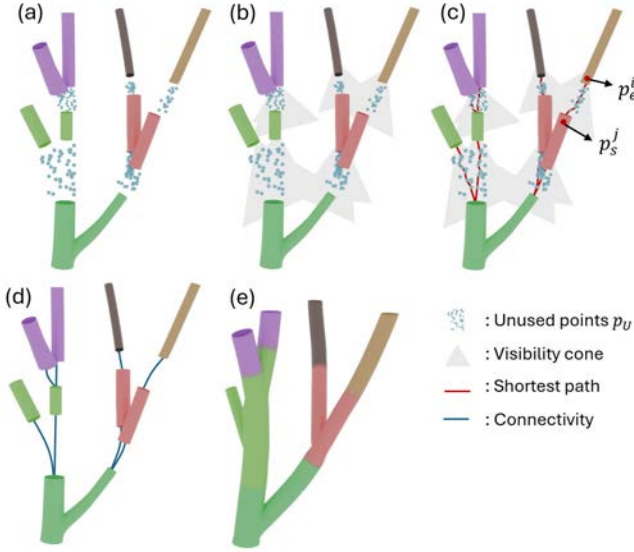 (a)
(b)
(c)
p_e^i
p_s^j
(d)
(e)
: Unused points p_U
: Visibility cone
: Shortest path
: Connectivity